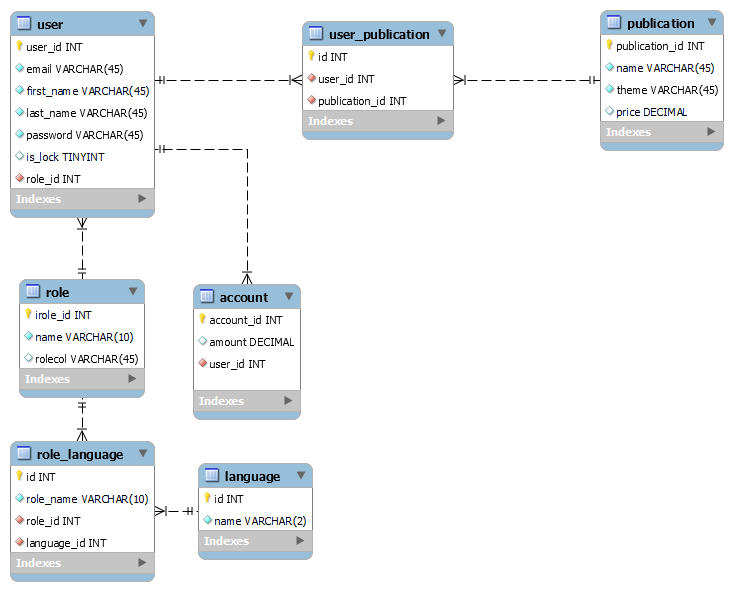 user
user_id INT
email VARCHAR(45)
first_name VARCHAR(45)
last_name VARCHAR(45)
password VARCHAR(45)
is_lock TINYINT
role_id INT
Indexes
user_publication
id INT
user_id INT
publication_id INT
Indexes
publication
publication_id INT
name VARCHAR(45)
theme VARCHAR(45)
price DECIMAL
Indexes
role
irole_id INT
name VARCHAR(10)
rolecol VARCHAR(45)
Indexes
account
account_id INT
amount DECIMAL
user_id INT
Indexes
role_language
id INT
role_name VARCHAR(10)
role_id INT
language_id INT
Indexes
language
id INT
name VARCHAR(2)
Indexes